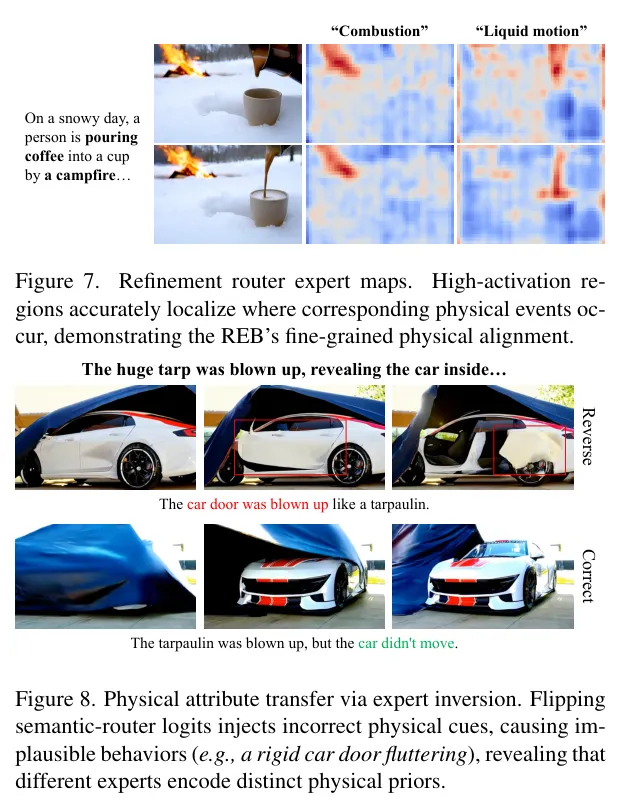 "Combustion" "Liquid motion"
On a snowy day, a
person is pouring
coffee into a cup
by a campfire…
Figure 7. Refinement router expert maps. High-activation re-
gions accurately localize where corresponding physical events oc-
cur, demonstrating the REB's fine-grained physical alignment.
The huge tarp was blown up, revealing the car inside…
Reverse
The car door was blown up like a tarpaulin.
Correct
The tarpaulin was blown up, but the car didn't move.
Figure 8. Physical attribute transfer via expert inversion. Flipping
semantic-router logits injects incorrect physical cues, causing im-
plausible behaviors (e.g., a rigid car door fluttering), revealing that
different experts encode distinct physical priors.